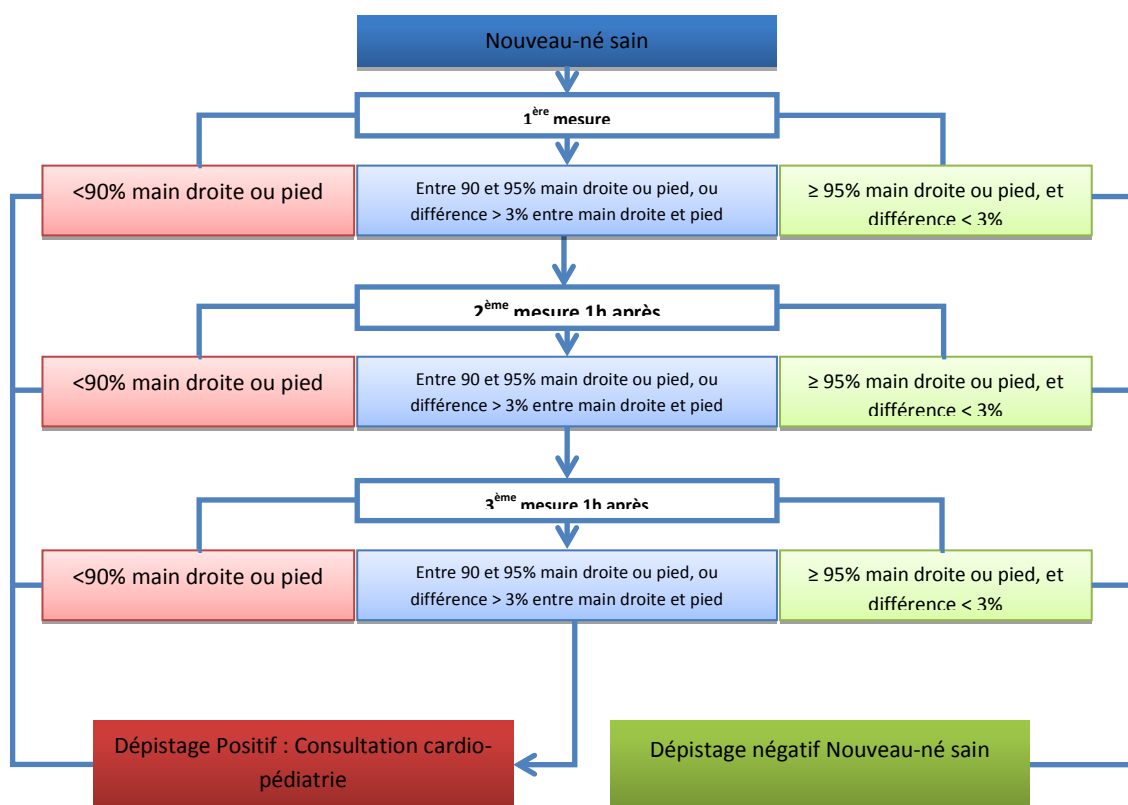 Nouveau-né sain
1ère mesure
<90% main droite ou pied
Entre 90 et 95% main droite ou pied, ou
différence > 3% entre main droite et pied
≥ 95% main droite ou pied, et
différence < 3%
2ème mesure 1h après
<90% main droite ou pied
Entre 90 et 95% main droite ou pied, ou
différence > 3% entre main droite et pied
≥ 95% main droite ou pied, et
différence < 3%
3ème mesure 1h après
<90% main droite ou pied
Entre 90 et 95% main droite ou pied, ou
différence > 3% entre main droite et pied
≥ 95% main droite ou pied, et
différence < 3%
Dépistage Positif : Consultation cardio-
pédiatrie
Dépistage négatif Nouveau-né sain